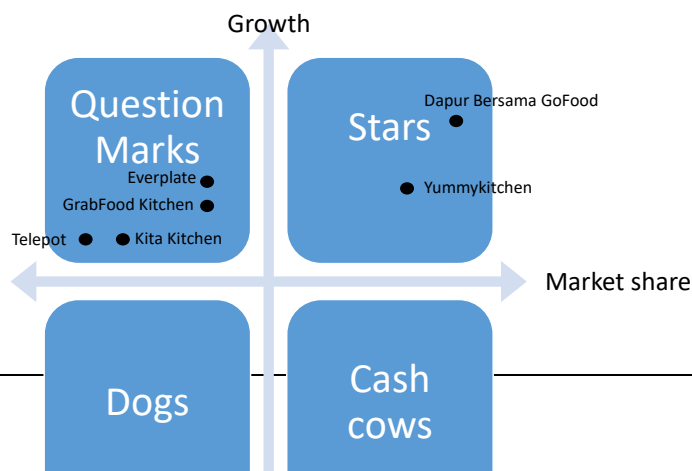 Growth
Question
Marks
Stars
Dapur Bersama GoFood
Everplate
Yummykitchen
GrabFood Kitchen
Telepot
Kita Kitchen
Market share
Dogs
Cash
cows